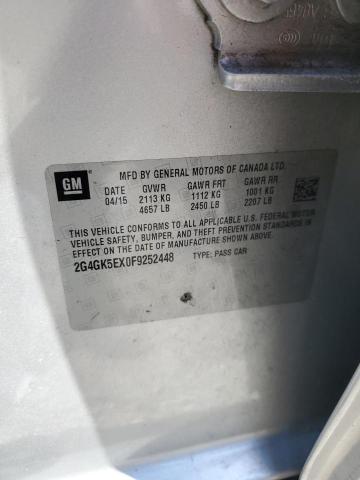 GM
MFD BY GENERAL MOTORS OF CANADA LTD.
DATE GVWR GAWR FRT GAWR RR
04/15 2113 KG 1112 KG 1001 KG
4657 LB 2450 LB 2207 LB
THIS VEHICLE CONFORMS TO ALL APPLICABLE U.S. FEDERAL MOTOR
VEHICLE SAFETY, BUMPER, AND THEFT PREVENTION STANDARDS IN
EFFECT ON THE DATE OF MANUFACTURE SHOWN ABOVE.
2G4GK5EX0F9252448 TYPE: PASS CAR